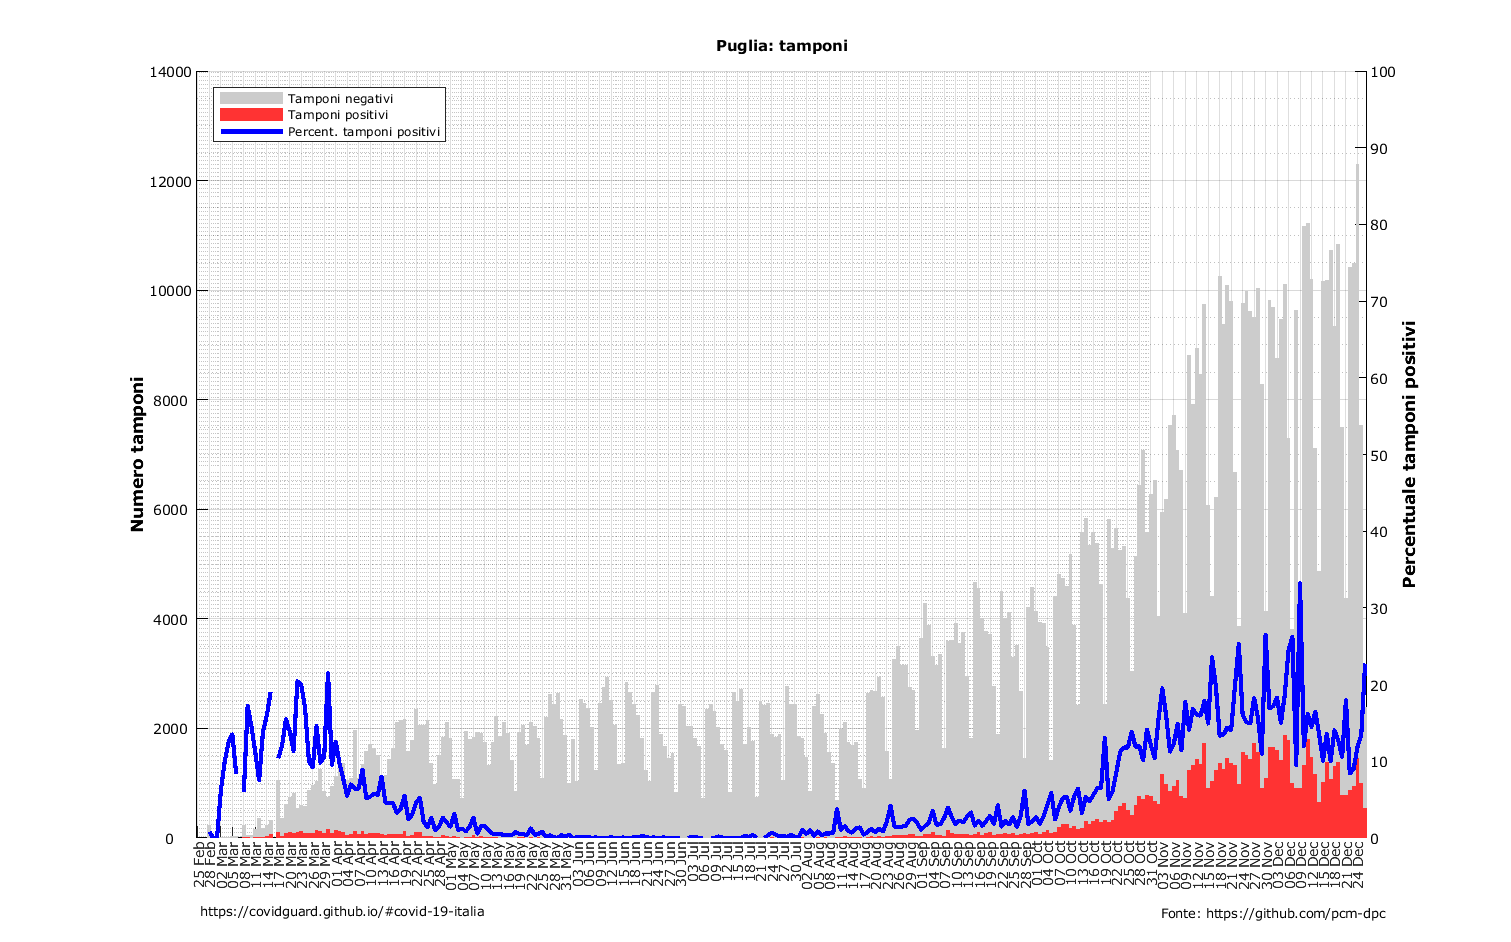 Puglia: tamponi
Tamponi negativi
Tamponi positivi
Percent. tamponi positivi
Numero tamponi
14000
12000
10000
8000
6000
4000
2000
0
Percentuale tamponi positivi
100
90
80
70
60
50
40
30
20
10
0
25 Feb
28 Feb
02 Mar
05 Mar
08 Mar
11 Mar
14 Mar
17 Mar
20 Mar
23 Mar
26 Mar
29 Mar
01 Apr
04 Apr
07 Apr
10 Apr
13 Apr
16 Apr
19 Apr
22 Apr
25 Apr
28 Apr
01 May
04 May
07 May
10 May
13 May
16 May
19 May
22 May
25 May
28 May
31 May
03 Jun
06 Jun
09 Jun
12 Jun
15 Jun
18 Jun
21 Jun
24 Jun
27 Jun
30 Jun
03 Jul
06 Jul
09 Jul
12 Jul
15 Jul
18 Jul
21 Jul
24 Jul
27 Jul
30 Jul
02 Aug
05 Aug
08 Aug
11 Aug
14 Aug
17 Aug
20 Aug
23 Aug
26 Aug
29 Aug
01 Sep
04 Sep
07 Sep
10 Sep
13 Sep
16 Sep
19 Sep
22 Sep
25 Sep
28 Sep
01 Oct
04 Oct
07 Oct
10 Oct
13 Oct
16 Oct
19 Oct
22 Oct
25 Oct
28 Oct
31 Oct
03 Nov
06 Nov
09 Nov
12 Nov
15 Nov
18 Nov
21 Nov
24 Nov
27 Nov
30 Nov
03 Dec
06 Dec
09 Dec
12 Dec
15 Dec
18 Dec
21 Dec
24 Dec
https://covidguard.github.io/#covid-19-italia
Fonte: https://github.com/pcm-dpc